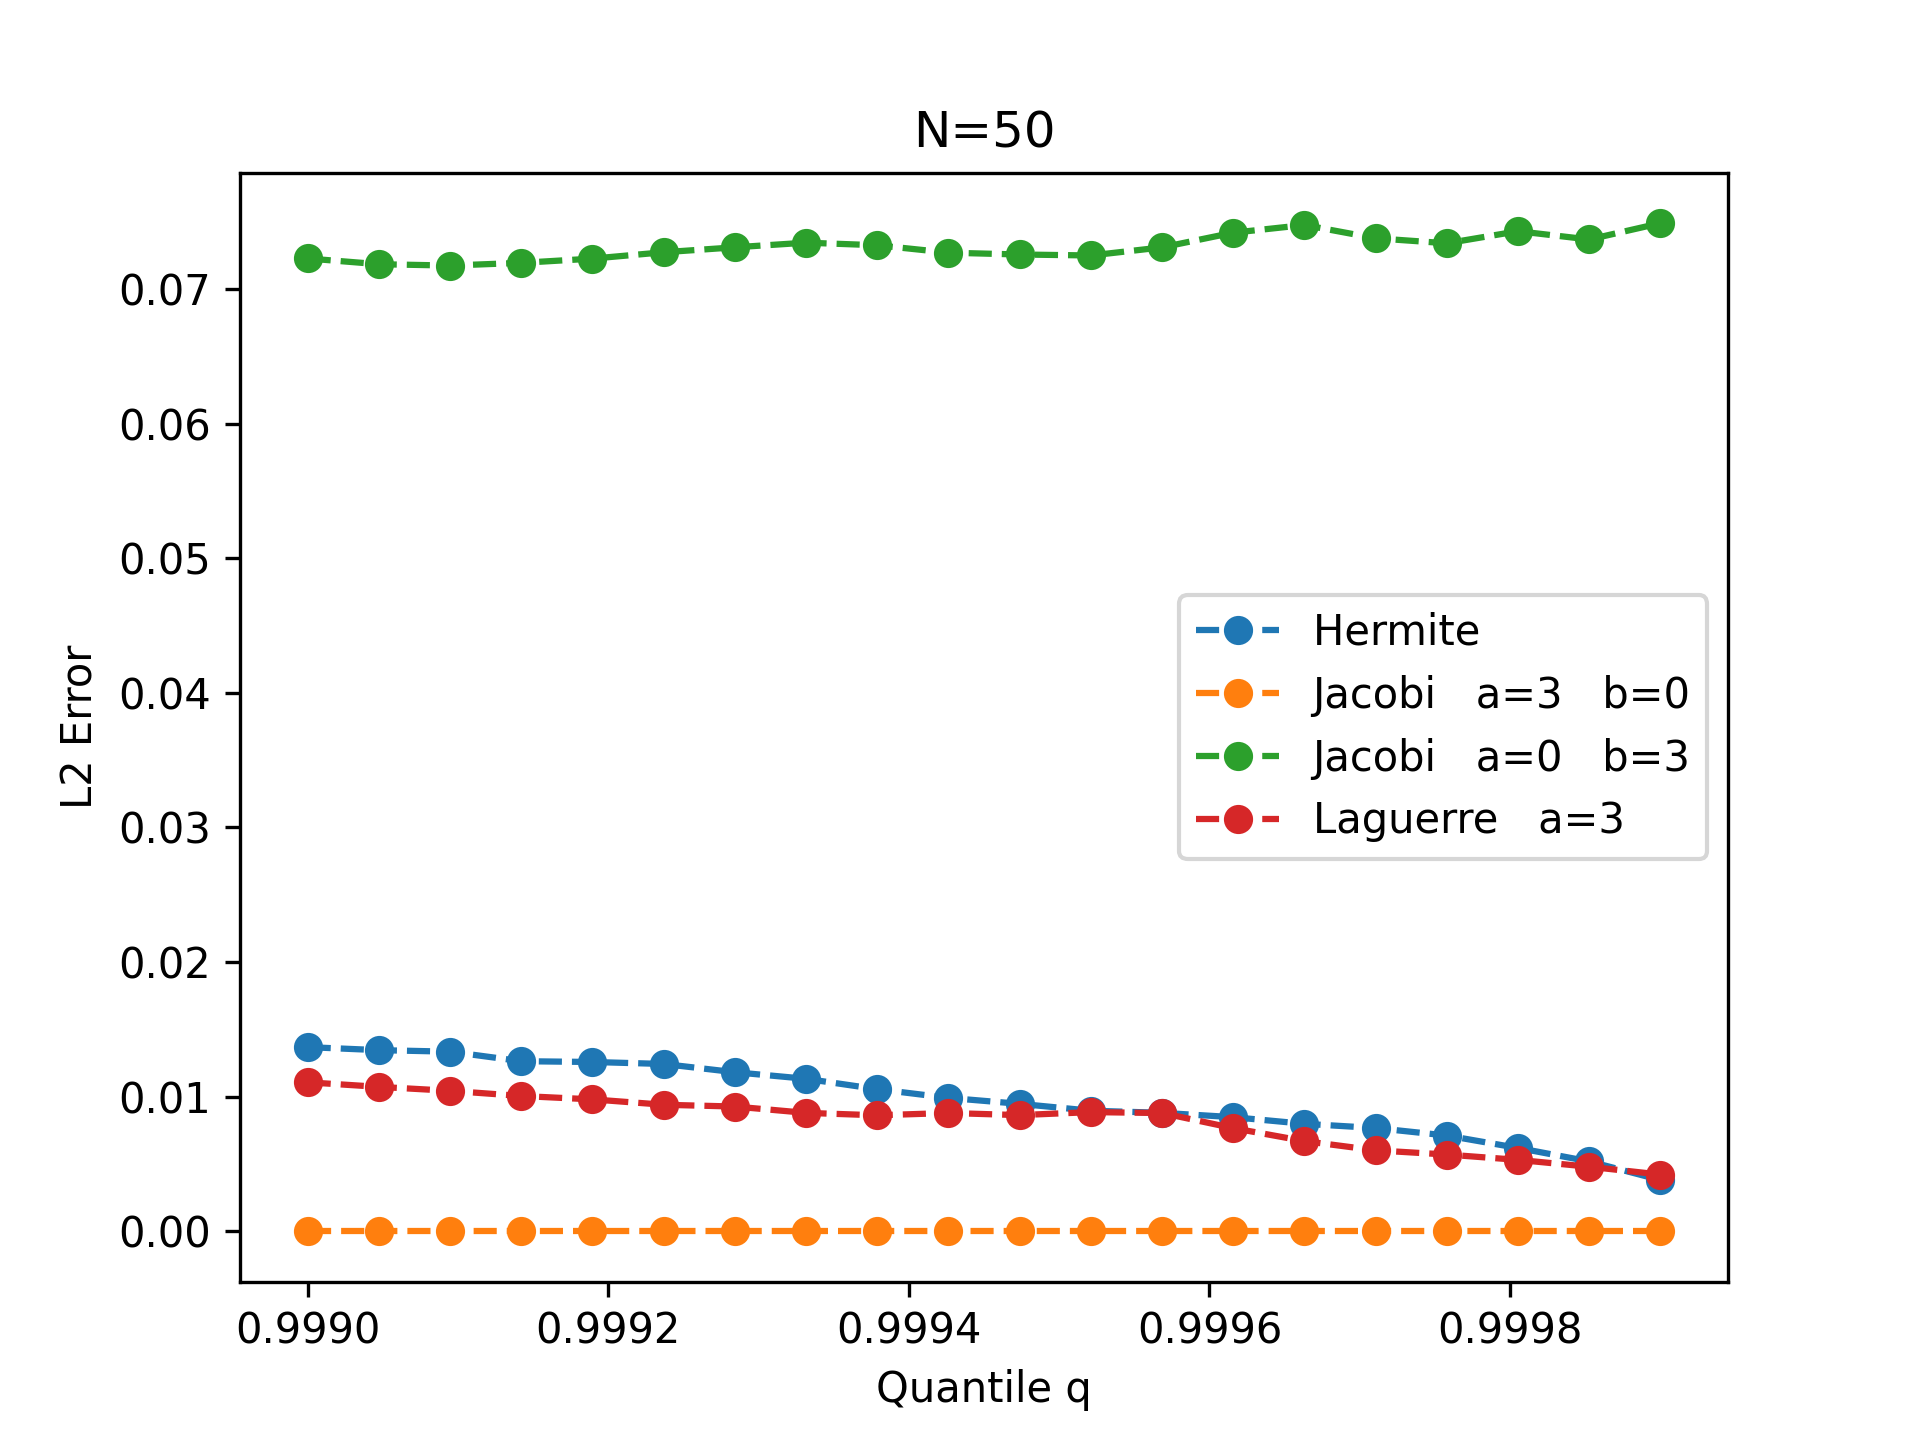 N=50
L2 Error
0.07
0.06
0.05
0.04
0.03
0.02
0.01
0.00
Hermite
Jacobi a=3 b=0
Jacobi a=0 b=3
Laguerre a=3
0.9990 0.9992 0.9994 0.9996 0.9998
Quantile q